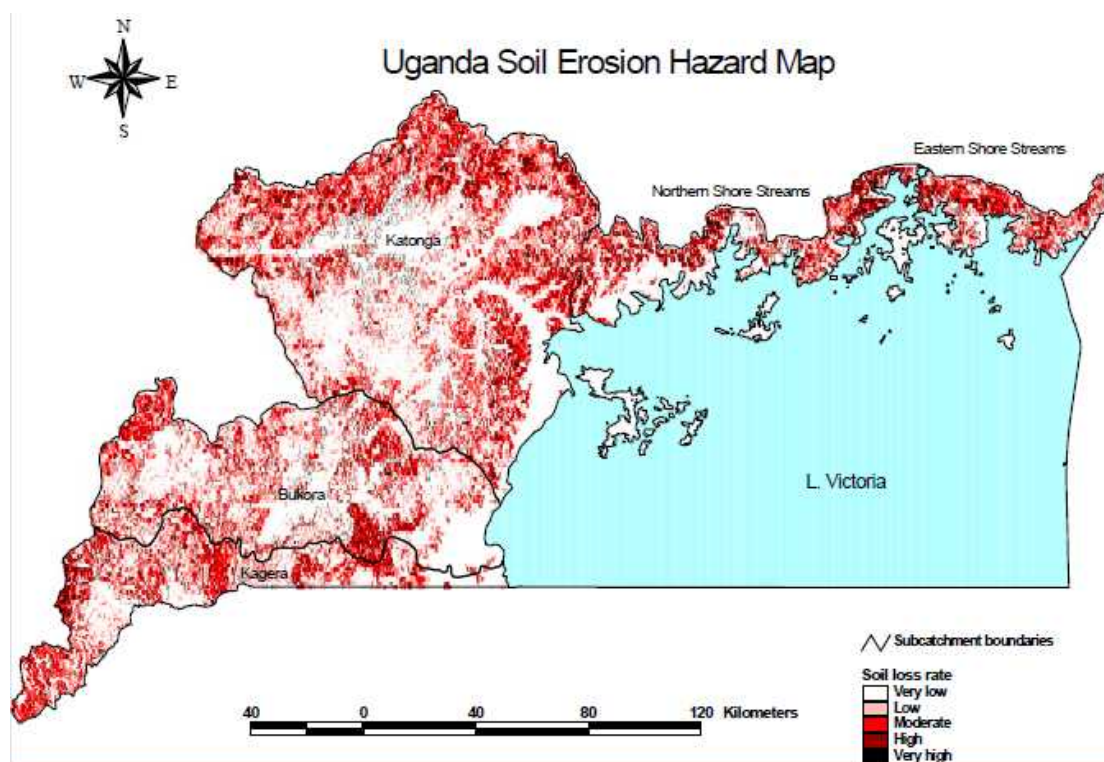 N
Uganda Soil Erosion Hazard Map
W E
S
Eastern Shore Streams
Northern Shore Streams
Katonga
L. Victoria
Bukora
Kagera
Subcatchment boundaries
Soil loss rate
Very low
Low
Moderate
High
Very high
40 0 40 80 120 Kilometers